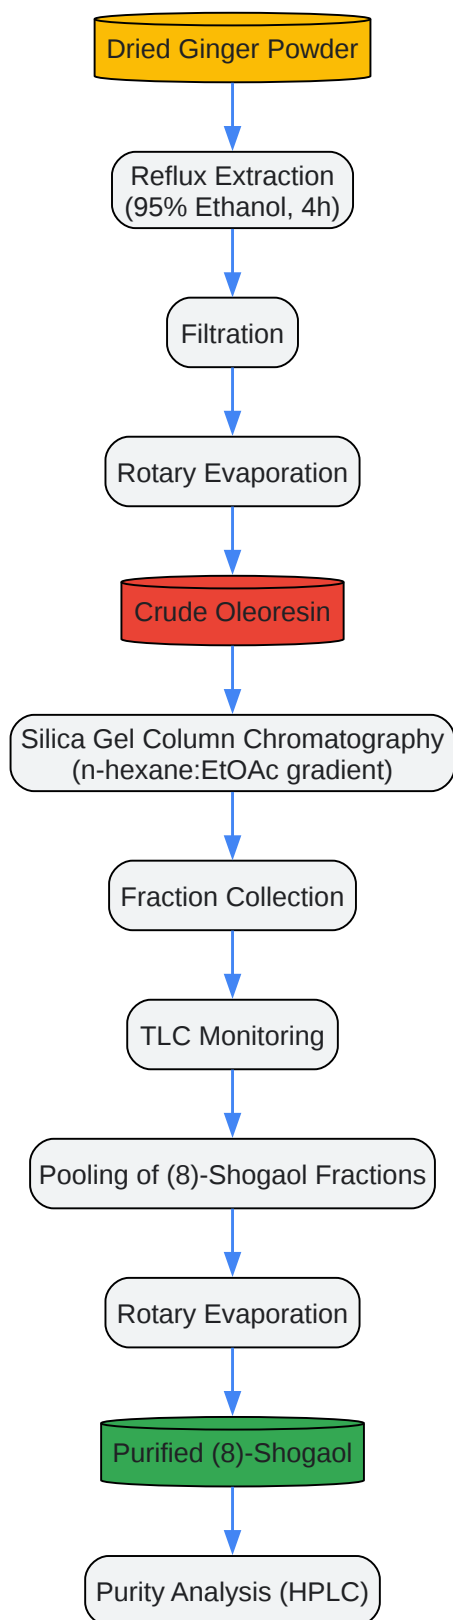 Dried Ginger Powder
Reflux Extraction
(95% Ethanol, 4h)
Filtration
Rotary Evaporation
Crude Oleoresin
Silica Gel Column Chromatography
(n-hexane:EtOAc gradient)
Fraction Collection
TLC Monitoring
Pooling of (8)-Shogaol Fractions
Rotary Evaporation
Purified (8)-Shogaol
Purity Analysis (HPLC)